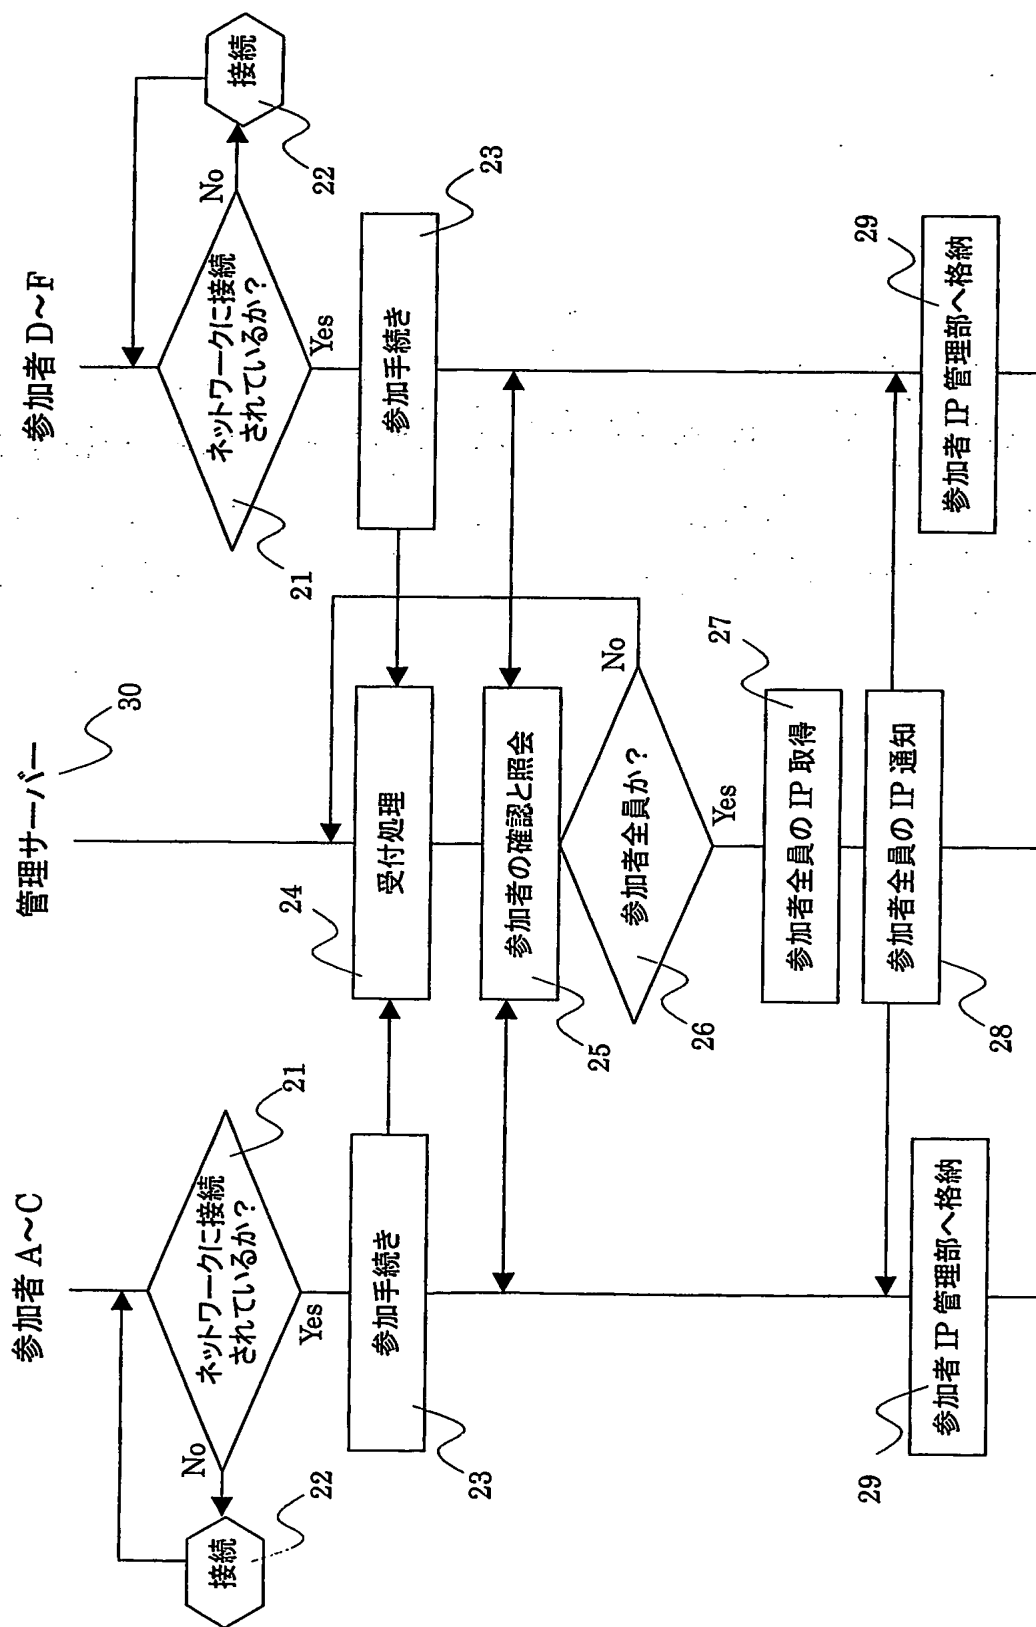 参加者 A～C
ネットワークに接続
されているか？
21
No
接続
22
Yes
参加手続き
23
参加者 IP 管理部へ格納
29
管理サーバー
30
受付処理
24
参加者の確認と照会
25
参加者全員か？
26
No
Yes
参加者全員の IP 取得
27
参加者全員の IP 通知
28
参加者 D～F
ネットワークに接続
されているか？
21
No
接続
22
Yes
参加手続き
23
参加者 IP 管理部へ格納
29